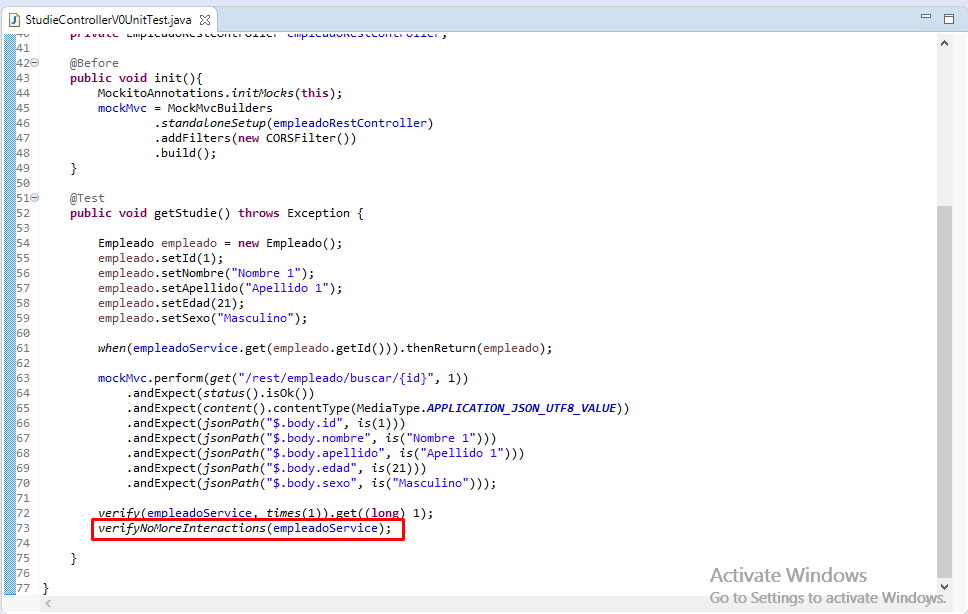 StudieControllerV0UnitTest.java
40 private EmpleadoRestController empleadoRestController;
41
42 @Before
43 public void init(){
44 MockitoAnnotations.initMocks(this);
45 mockMvc = MockMvcBuilders
46 .standaloneSetup(empleadoRestController)
47 .addFilters(new CORSFilter())
48 .build();
49 }
50
51 @Test
52 public void getStudie() throws Exception {
53
54 Empleado empleado = new Empleado();
55 empleado.setId(1);
56 empleado.setNombre("Nombre 1");
57 empleado.setApellido("Apellido 1");
58 empleado.setEdad(21);
59 empleado.setSexo("Masculino");
60
61 when(empleadoService.get(empleado.getId())).thenReturn(empleado);
62
63 mockMvc.perform(get("/rest/empleado/buscar/{id}", 1))
64 .andExpect(status().isOk())
65 .andExpect(content().contentType(MediaType.APPLICATION_JSON_UTF8_VALUE))
66 .andExpect(jsonPath("$.body.id", is(1)))
67 .andExpect(jsonPath("$.body.nombre", is("Nombre 1")))
68 .andExpect(jsonPath("$.body.apellido", is("Apellido 1")))
69 .andExpect(jsonPath("$.body.edad", is(21)))
70 .andExpect(jsonPath("$.body.sexo", is("Masculino")));
71
72 verify(empleadoService, times(1)).get((long) 1);
73 verifyNoMoreInteractions(empleadoService);
74
75 }
76
77 }
Activate Windows
Go to Settings to activate Windows.